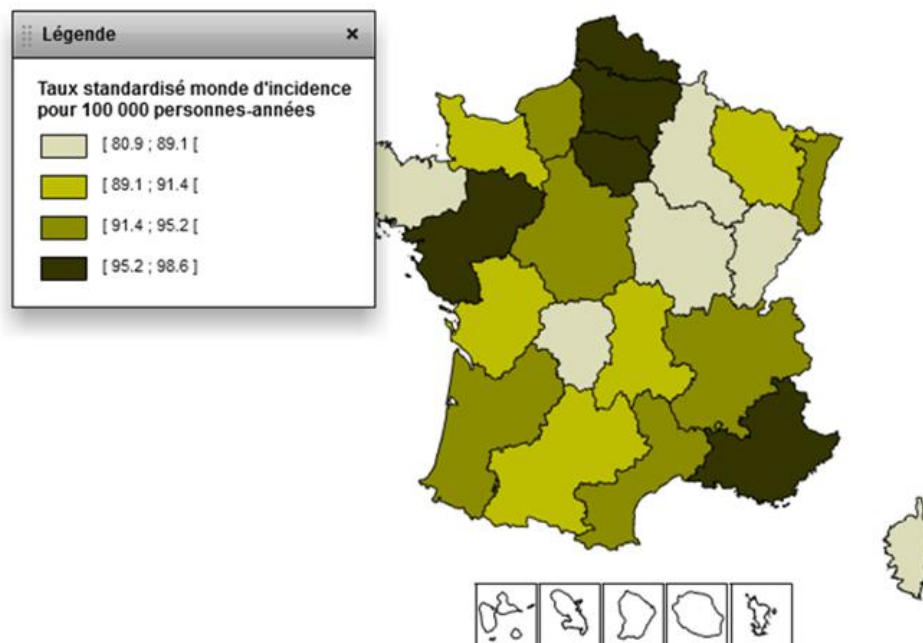 Légende ×
Taux standardisé monde d'incidence
pour 100 000 personnes-années
[ 80.9 ; 89.1 [
[ 89.1 ; 91.4 [
[ 91.4 ; 95.2 [
[ 95.2 ; 98.6 ]